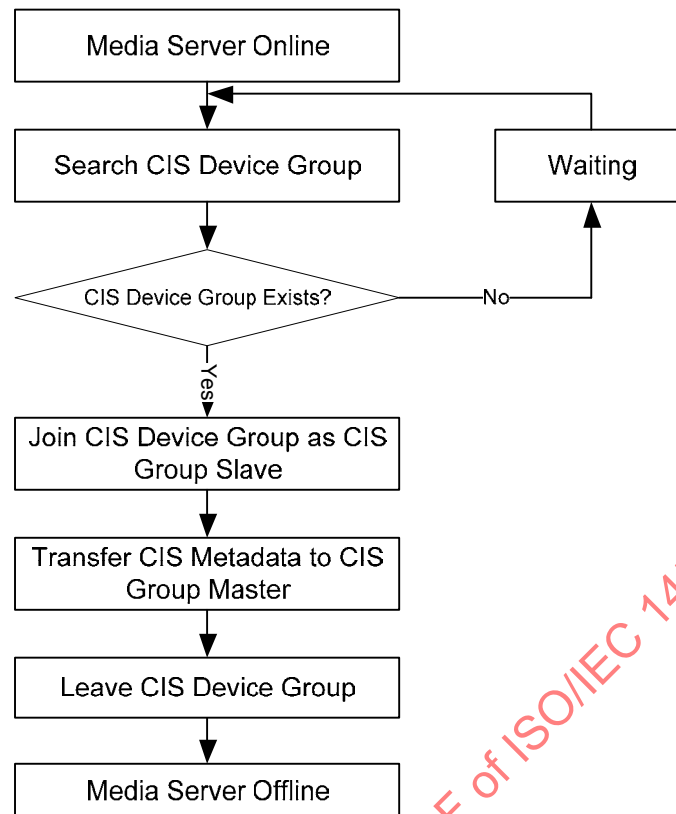 Media Server Online
Search CIS Device Group
Waiting
CIS Device Group Exists?
No
Yes
Join CIS Device Group as CIS
Group Slave
Transfer CIS Metadata to CIS
Group Master
Leave CIS Device Group
Media Server Offline
of ISO/IEC